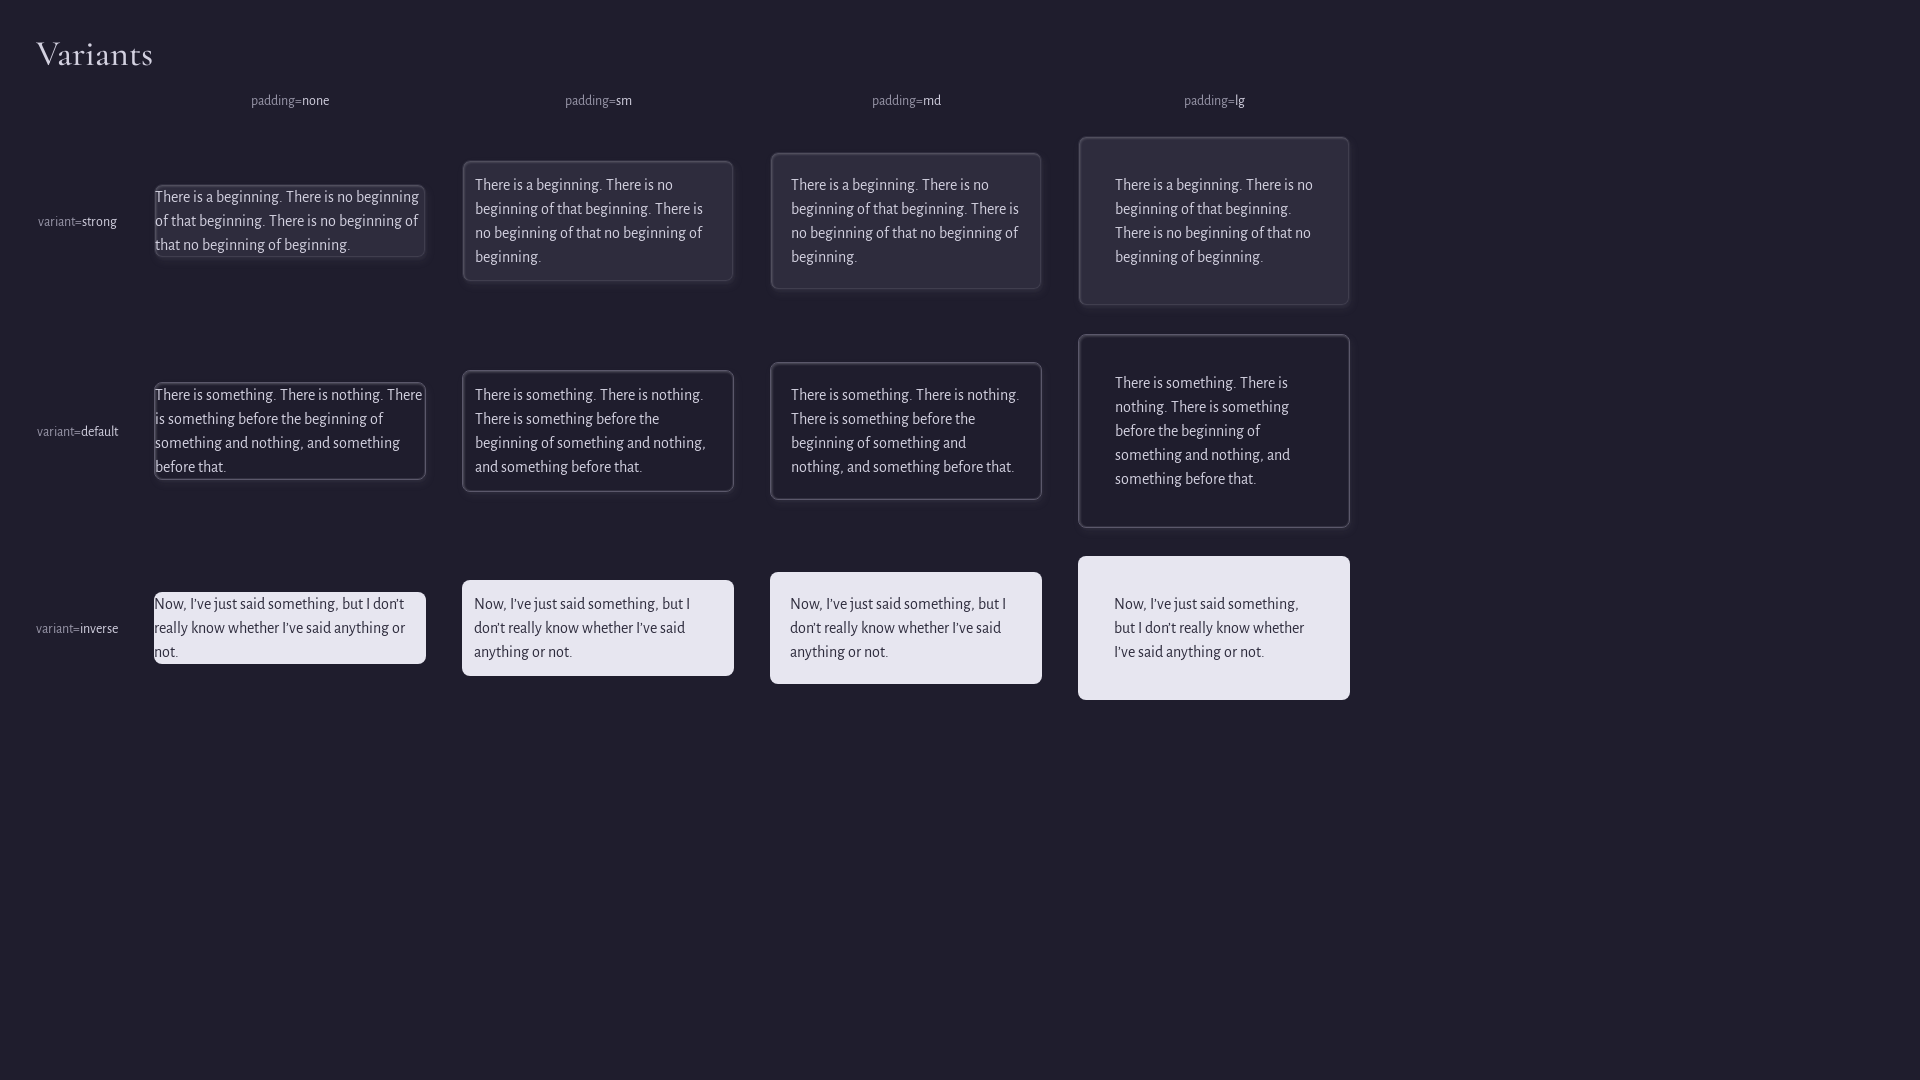 Variants
padding=none
padding=sm
padding=md
padding=lg
variant=strong
There is a beginning. There is no beginning
of that beginning. There is no beginning of
that no beginning of beginning.
There is a beginning. There is no
beginning of that beginning. There is
no beginning of that no beginning of
beginning.
There is a beginning. There is no
beginning of that beginning. There is
no beginning of that no beginning of
beginning.
There is a beginning. There is no
beginning of that beginning.
There is no beginning of that no
beginning of beginning.
variant=default
There is something. There is nothing. There
is something before the beginning of
something and nothing, and something
before that.
There is something. There is nothing.
There is something before the
beginning of something and nothing,
and something before that.
There is something. There is nothing.
There is something before the
beginning of something and
nothing, and something before that.
There is something. There is
nothing. There is something
before the beginning of
something and nothing, and
something before that.
variant=inverse
Now, I've just said something, but I don't
really know whether I've said anything or
not.
Now, I've just said something, but I
don't really know whether I've said
anything or not.
Now, I've just said something, but I
don't really know whether I've said
anything or not.
Now, I've just said something,
but I don't really know whether
I've said anything or not.